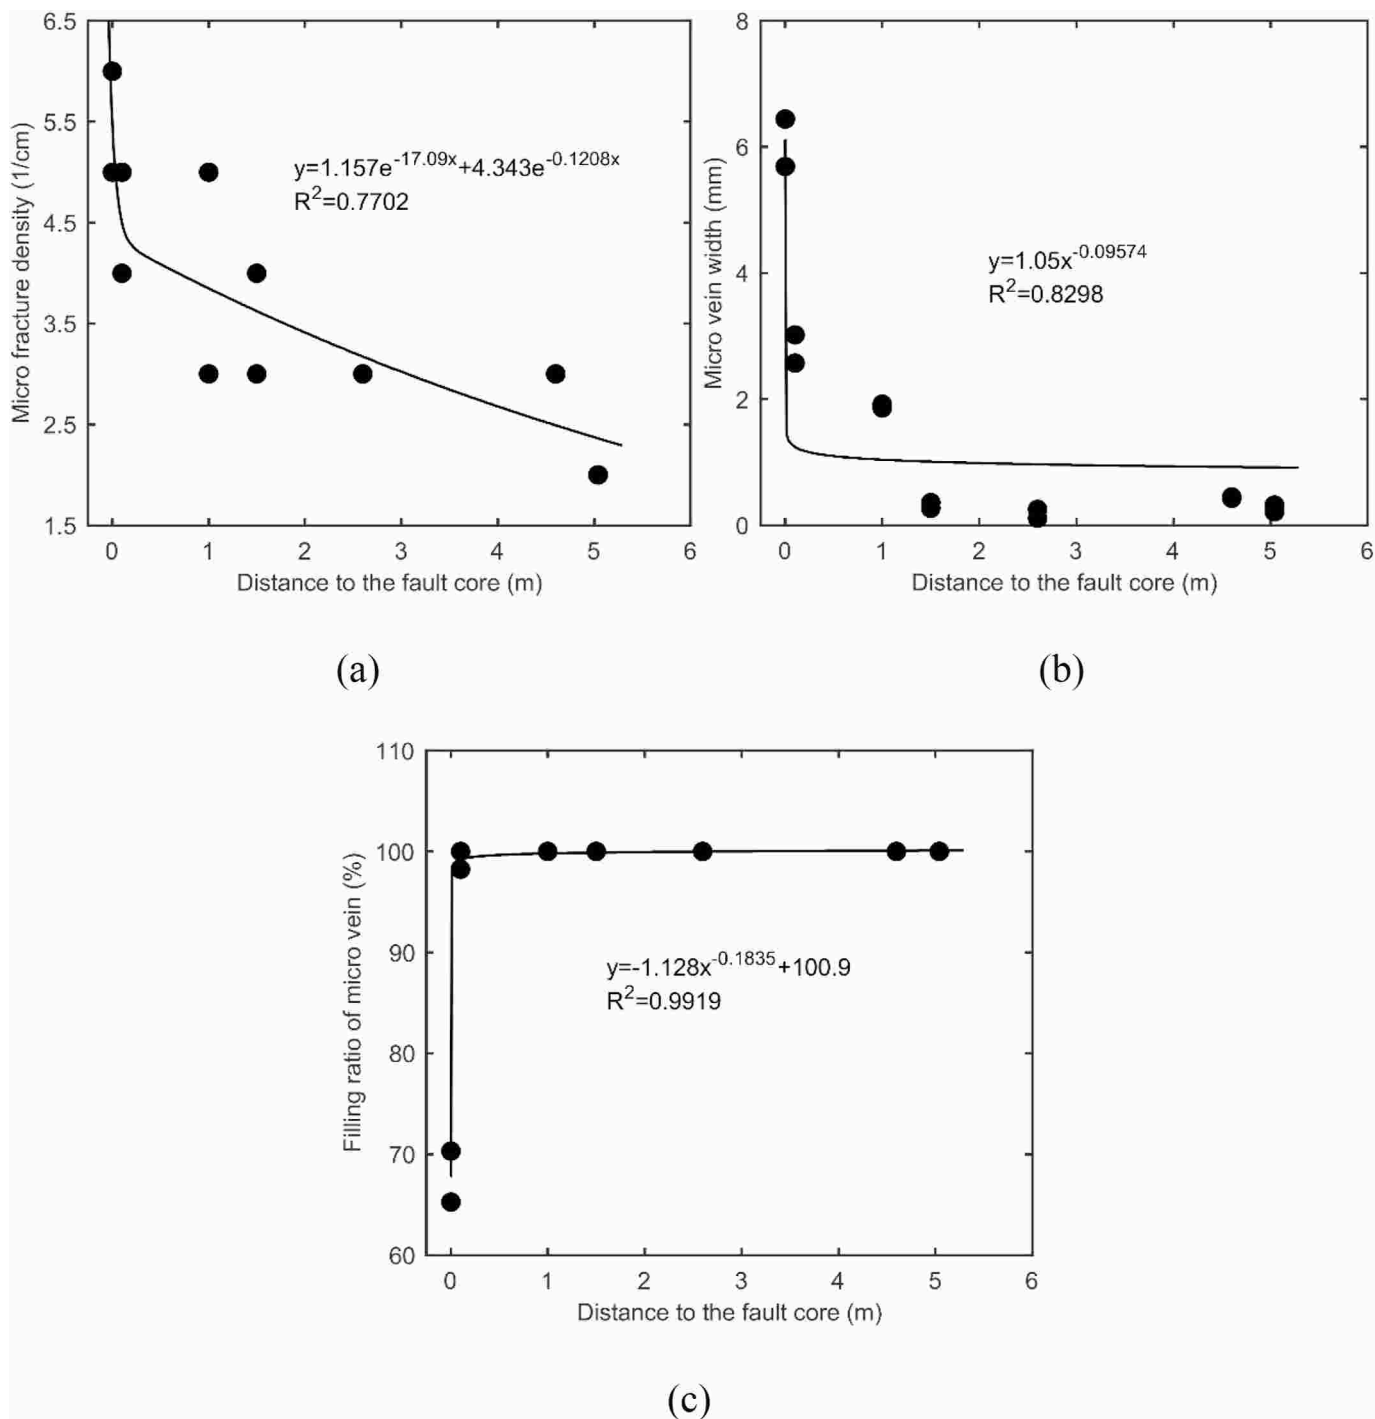 6.5
5.5
4.5
3.5
2.5
1.5
Micro fracture density (1/cm)
y=1.157e^-17.09x+4.343e^-0.1208x
R^2=0.7702
0 1 2 3 4 5 6
Distance to the fault core (m)
(a)
8
6
4
2
0
Micro vein width (mm)
y=1.05x^-0.09574
R^2=0.8298
0 1 2 3 4 5 6
Distance to the fault core (m)
(b)
110
100
90
80
70
60
Filling ratio of micro vein (%)
y=-1.128x^-0.1835+100.9
R^2=0.9919
0 1 2 3 4 5 6
Distance to the fault core (m)
(c)